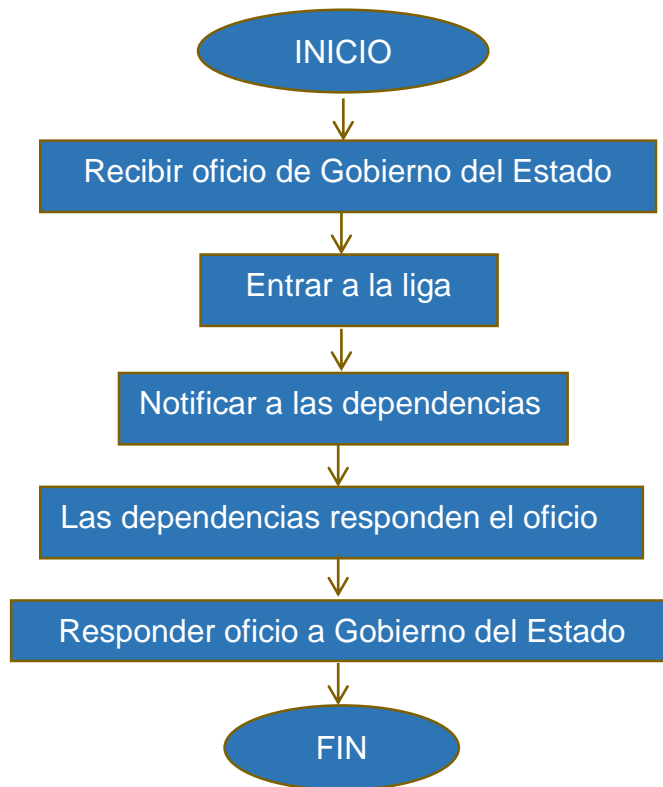 INICIO
Recibir oficio de Gobierno del Estado
Entrar a la liga
Notificar a las dependencias
Las dependencias responden el oficio
Responder oficio a Gobierno del Estado
FIN